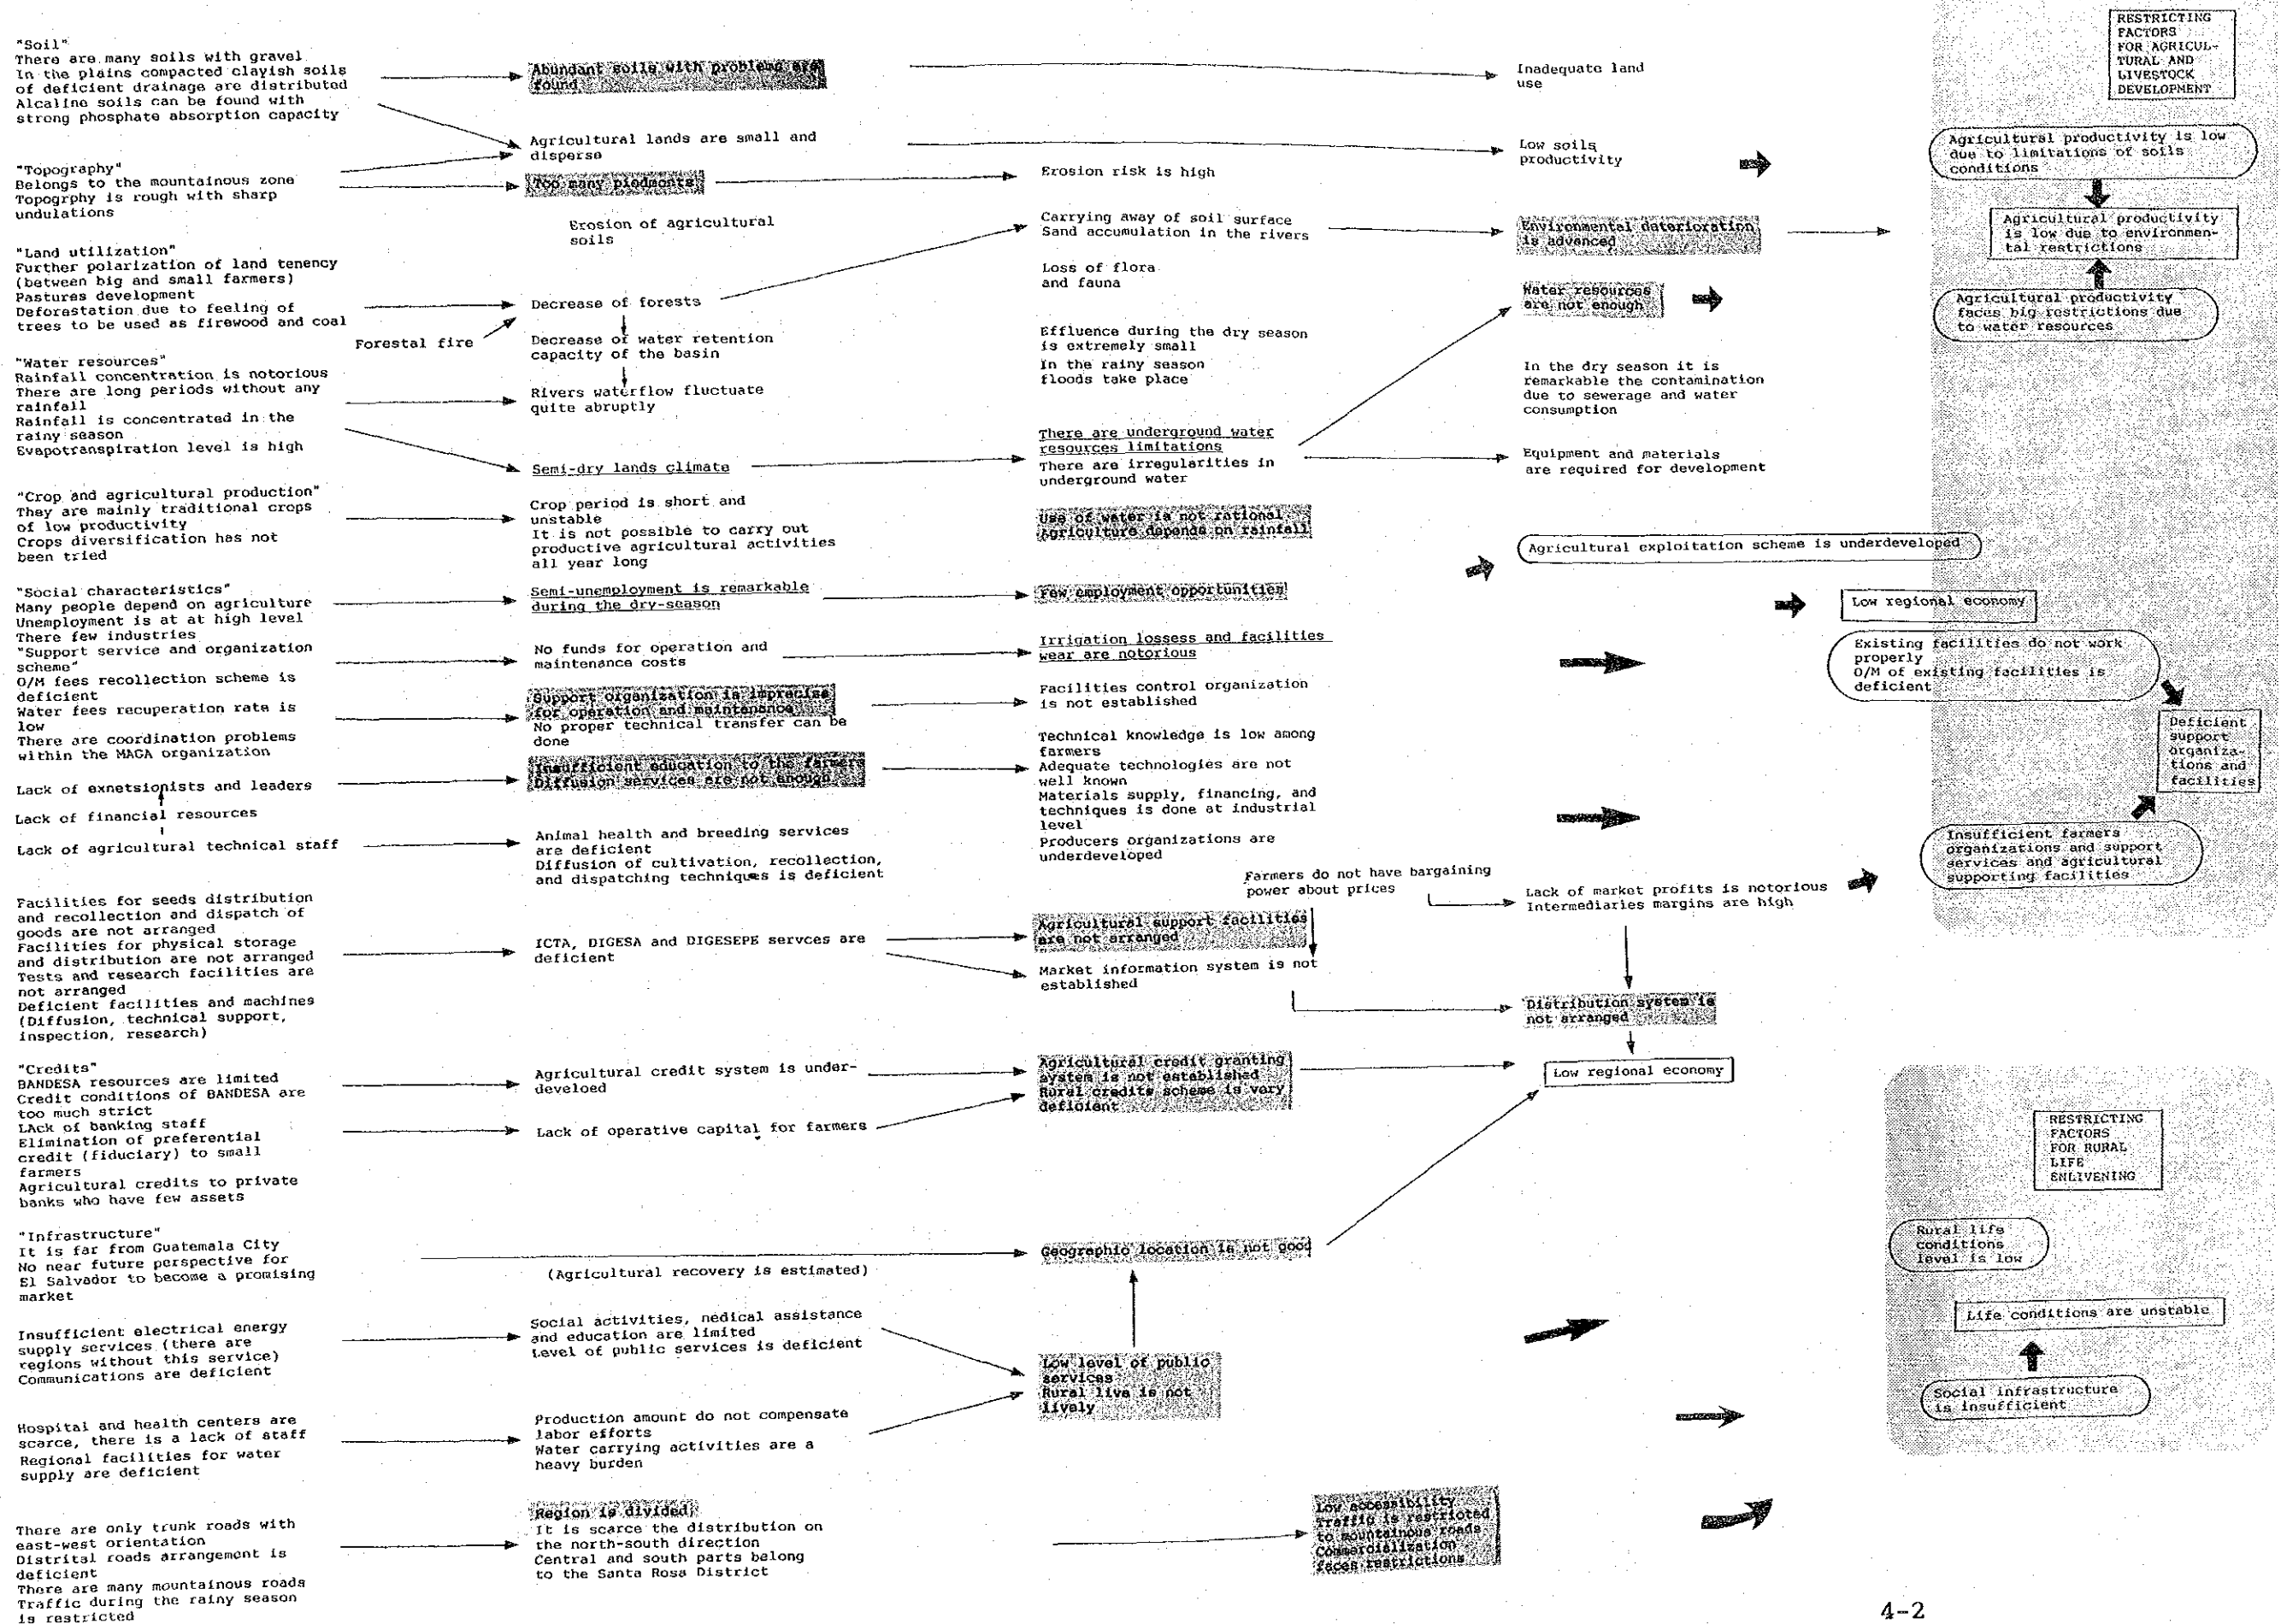 "Soil"
There are many soils with gravel
In the plains compacted clayish soils
of deficient drainage are distributed
Alcaline soils can be found with
strong phosphate absorption capacity
"Topography"
Belongs to the mountainous zone
Topogrphy is rough with sharp
undulations
"Land utilization"
Further polarization of land tenency
(between big and small farmers)
Pastures development
Deforestation due to feeling of
trees to be used as firewood and coal
Forestal fire
"Water resources"
Rainfall concentration is notorious
There are long periods without any
rainfall
Rainfall is concentrated in the
rainy season
Evapotranspiration level is high
"Crop and agricultural production"
They are mainly traditional crops
of low productivity
Crops diversification has not
been tried
"Social characteristics"
Many people depend on agriculture
Unemployment is at at high level
There few industries
"Support service and organization
scheme"
O/M fees recollection scheme is
deficient
Water fees recuperation rate is
low
There are coordination problems
within the MAGA organization
Lack of exnetsionists and leaders
Lack of financial resources
Lack of agricultural technical staff
Facilities for seeds distribution
and recollection and dispatch of
goods are not arranged
Facilities for physical storage
and distribution are not arranged
Tests and research facilities are
not arranged
Deficient facilities and machines
(Diffusion, technical support,
inspection, research)
"Credits"
BANDESA resources are limited
Credit conditions of BANDESA are
too much strict
LAck of banking staff
Elimination of preferential
credit (fiduciary) to small
farmers
Agricultural credits to private
banks who have few assets
"Infrastructure"
It is far from Guatemala City
No near future perspective for
El Salvador to become a promising
market
Insufficient electrical energy
supply services (there are
regions without this service)
Communications are deficient
Hospital and health centers are
scarce, there is a lack of staff
Regional facilities for water
supply are deficient
There are only trunk roads with
east-west orientation
Distrital roads arrangement is
deficient
There are many mountainous roads
Traffic during the rainy season
is restricted
Abundant soils with problems are
found
Agricultural lands are small and
disperse
Too many piedmonts
Erosion of agricultural
soils
Decrease of forests
Decrease of water retention
capacity of the basin
Rivers waterflow fluctuate
quite abruptly
Semi-dry lands climate
Crop period is short and
unstable
It is not possible to carry out
productive agricultural activities
all year long
Semi-unemployment is remarkable
during the dry-season
No funds for operation and
maintenance costs
Support organization is imprecise
for operation and maintenance
No proper technical transfer can be
done
Insufficient education to the farmers
Diffusion services are not enough
Animal health and breeding services
are deficient
Diffusion of cultivation, recollection,
and dispatching techniques is deficient
ICTA, DIGESA and DIGESEPE servces are
deficient
Agricultural credit system is under-
develoed
Lack of operative capital for farmers
(Agricultural recovery is estimated)
Social activities, nedical assistance
and education are limited
Level of public services is deficient
Production amount do not compensate
labor efforts
Water carrying activities are a
heavy burden
Region is divided
It is scarce the distribution on
the north-south direction
Central and south parts belong
to the Santa Rosa District
Erosion risk is high
Carrying away of soil surface
Sand accumulation in the rivers
Loss of flora
and fauna
Effluence during the dry season
is extremely small
In the rainy season
floods take place
There are underground water
resources limitations
There are irregularities in
underground water
Use of water is not rational
Agriculture depends on rainfall
Few employment opportunities
Irrigation lossess and facilities
wear are notorious
Facilities control organization
is not established
Technical knowledge is low among
farmers
Adequate technologies are not
well known
Materials supply, financing, and
techniques is done at industrial
level
Producers organizations are
underdeveloped
Farmers do not have bargaining
power about prices
Agricultural support facilities
are not arranged
Market information system is not
established
Agricultural credit granting
system is not established
Rural credits scheme is very
deficient
Geographic location is not good
Low level of public
services
Rural live is not
lively
Low accessibility
Traffic is restricted
to mountainous roads
Commercialization
faces restrictions
Inadequate land
use
Low soils
productivity
Environmental deterioration
is advanced
Water resources
are not enough
In the dry season it is
remarkable the contamination
due to sewerage and water
consumption
Equipment and materials
are required for development
Agricultural exploitation scheme is underdeveloped
Low regional economy
Lack of market profits is notorious
Intermediaries margins are high
Distribution system is
not arranged
Low regional economy
RESTRICTING
FACTORS
FOR AGRICUL-
TURAL AND
LIVESTOCK
DEVELOPMENT
Agricultural productivity is low
due to limitations of soils
conditions
Agricultural productivity
is low due to environmen-
tal restrictions
Agricultural productivity
faces big restrictions due
to water resources
Existing facilities do not work
properly
O/M of existing facilities is
deficient
Deficient
support
organiza-
tions and
facilities
Insufficient farmers
organizations and support
services and agricultural
supporting facilities
RESTRICTING
FACTORS
FOR RURAL
LIFE
ENLIVENING
Rural life
conditions
level is low
Life conditions are unstable
Social infrastructure
is insufficient
4-2